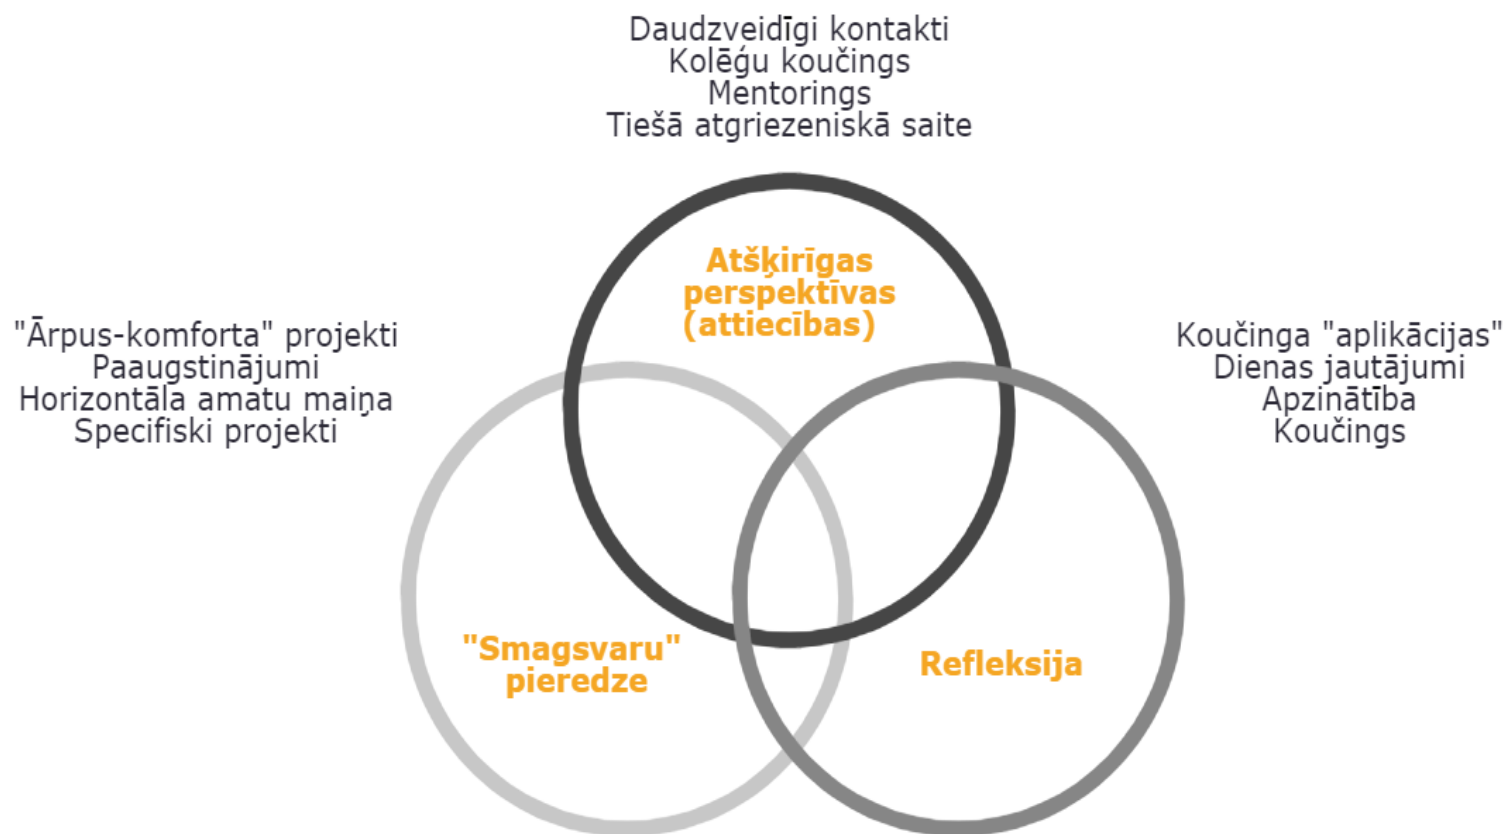 Daudzveidīgi kontakti
Kolēģu koučings
Mentorings
Tiešā atgriezeniskā saite
Atšķirīgas
perspektīvas
(attiecības)
"Ārpus-komforta" projekti
Paaugstinājumi
Horizontāla amatu maiņa
Specifiski projekti
Koučinga "aplikācijas"
Dienas jautājumi
Apzinātība
Koučings
"Smagsvaru"
pieredze
Refleksija